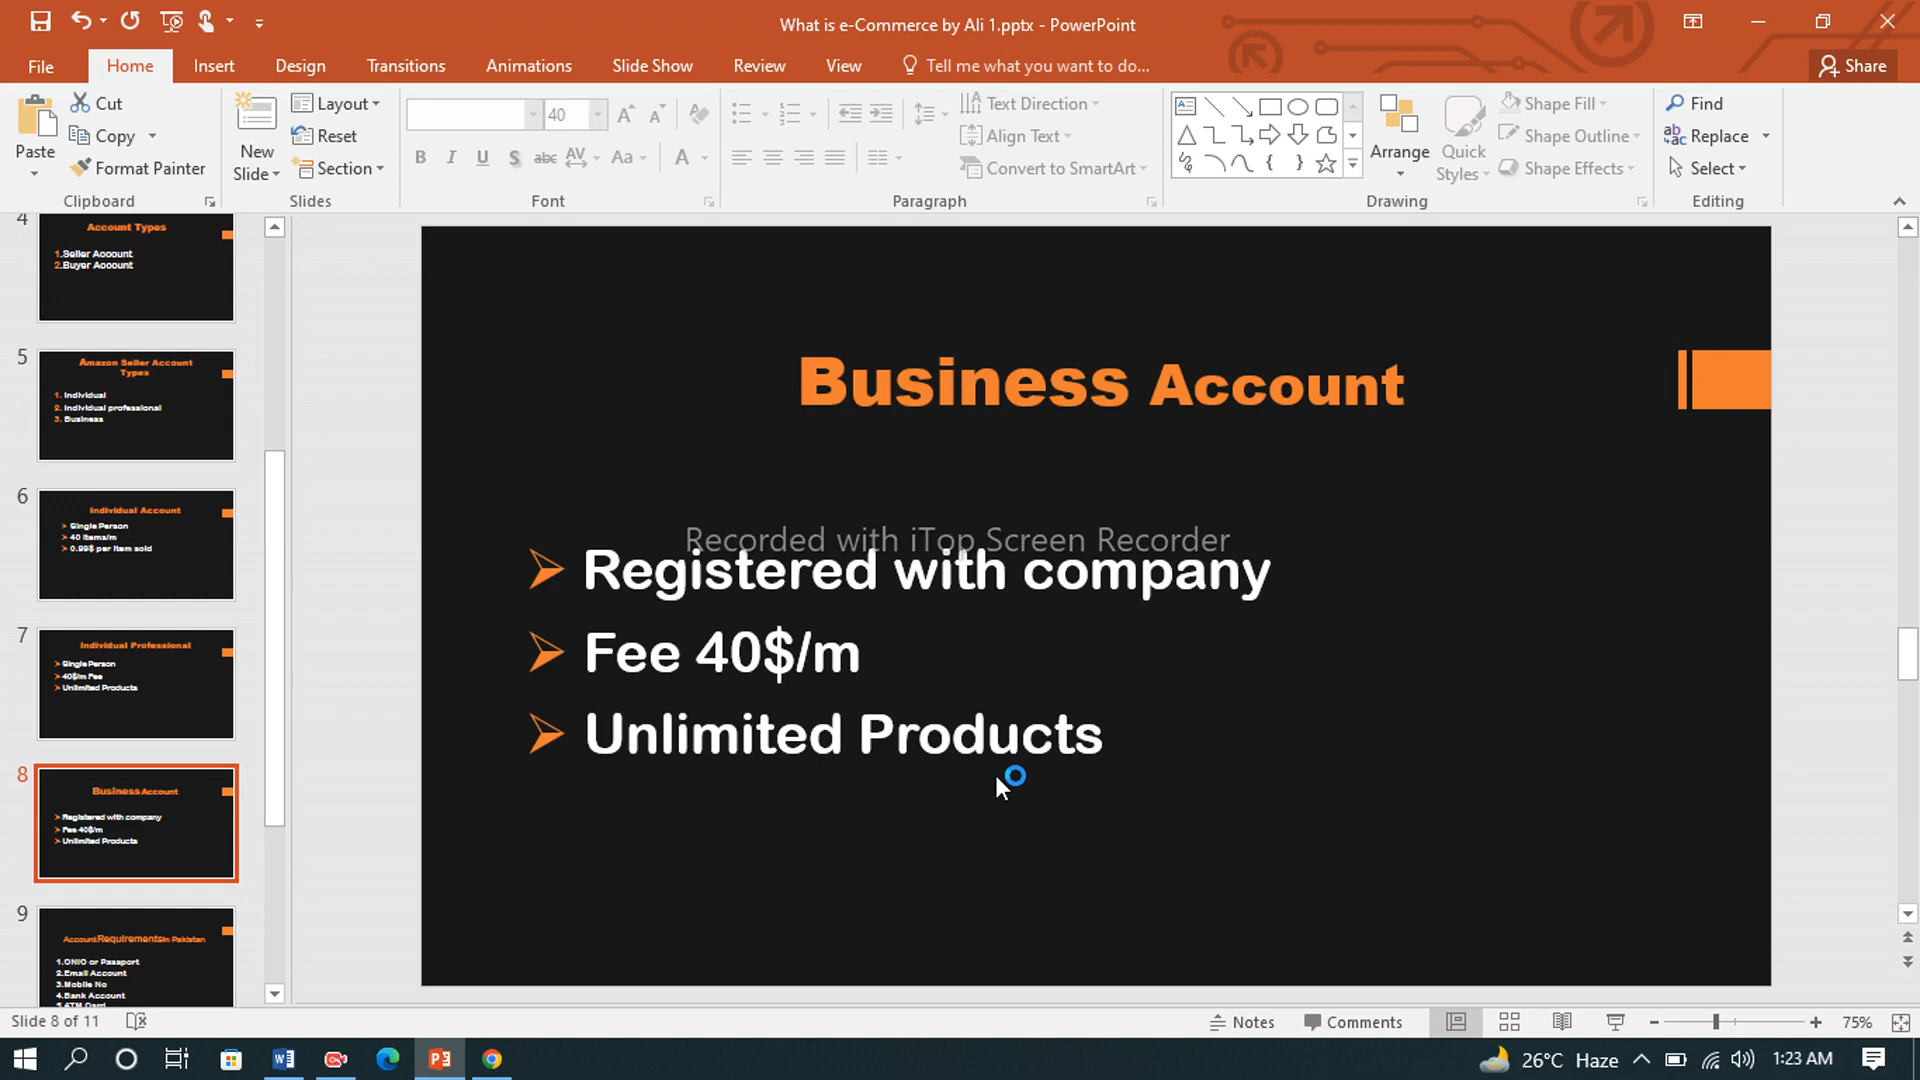 What is e-Commerce by Ali 1.pptx - PowerPoint
File Home Insert Design Transitions Animations Slide Show Review View Tell me what you want to do... Share
Paste
Cut
Copy
Format Painter
Clipboard
New Slide
Layout
Reset
Section
Slides
40
B I U S abc AV Aa A
Font
Text Direction
Align Text
Convert to SmartArt
Paragraph
Arrange
Quick Styles
Shape Fill
Shape Outline
Shape Effects
Drawing
Find
Replace
Select
Editing
4
Account Types
1.Seller Account
2.Buyer Account
5
Amazon Seller Account Types
1. Individual
2. Individual professional
3. Business
6
Individual Account
Single Person
40 Items/m
0.99$ per item sold
7
Individual Professional
Single Person
40$/m Fee
Unlimited Products
8
Business Account
Registered with company
Fee 40$/m
Unlimited Products
9
Account Requirements in Pakistan
1.CNIC or Passport
2.Email Account
3.Mobile No
4.Bank Account
5.ATM Card
Business Account
Recorded with iTop Screen Recorder
Registered with company
Fee 40$/m
Unlimited Products
Slide 8 of 11
Notes Comments 75%
26°C Haze 1:23 AM